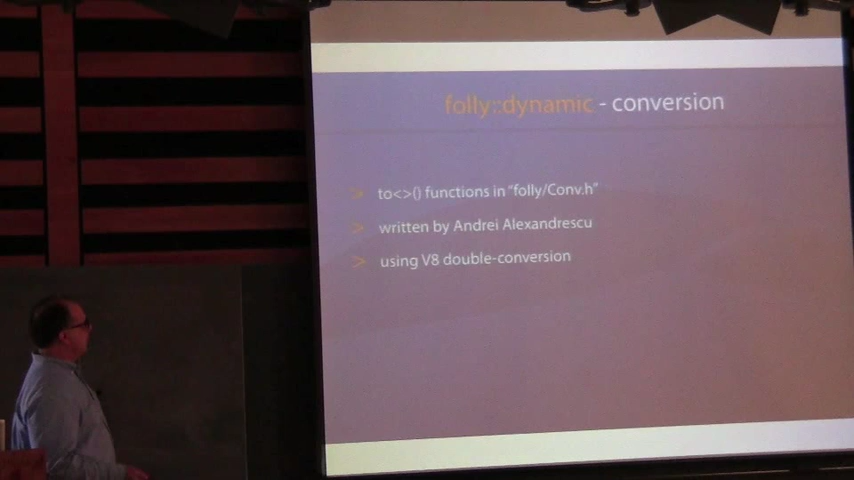 folly::dynamic - conversion
> to<>() functions in "folly/Conv.h"
> written by Andrei Alexandrescu
> using V8 double-conversion